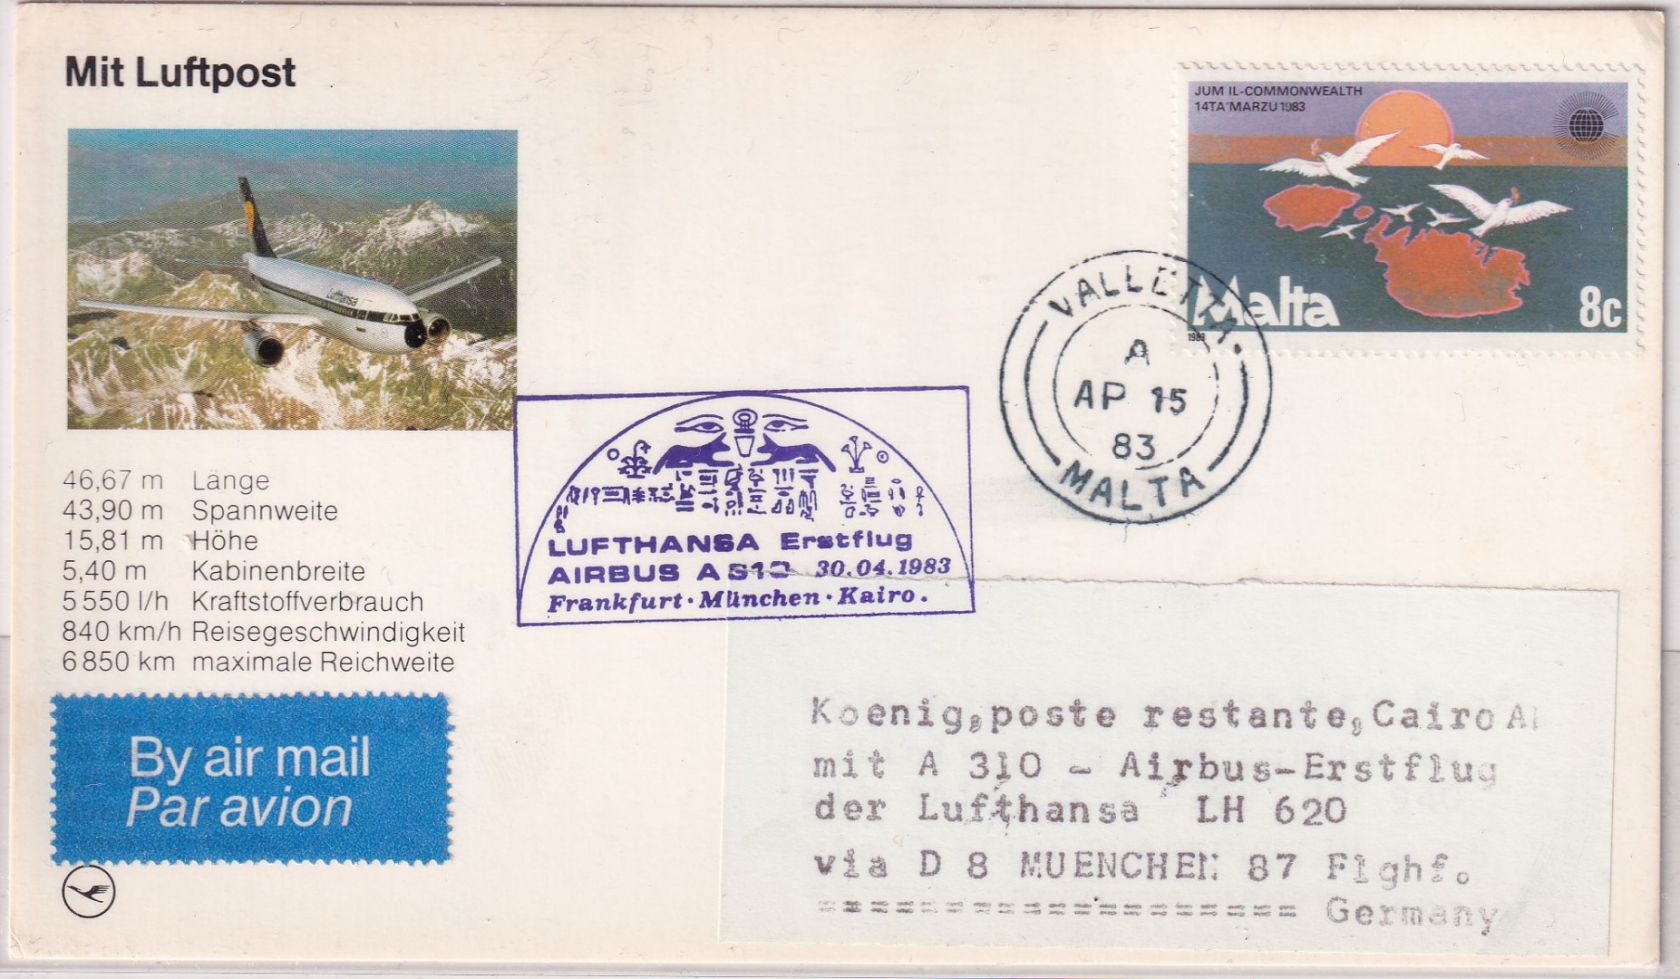 Mit Luftpost
JUM IL-COMMONWEALTH
14TA'MARZU 1983
Malta 8c
1983
Lufthansa
VALLETTA.
A
AP 15
83
MALTA
46,67 m Länge
43,90 m Spannweite
15,81 m Höhe
5,40 m Kabinenbreite
5 550 l/h Kraftstoffverbrauch
840 km/h Reisegeschwindigkeit
6 850 km maximale Reichweite
LUFTHANSA Erstflug
AIRBUS A 310 30.04.1983
Frankfurt · München · Kairo.
By air mail
Par avion
Koenig,poste restante,Cairo
mit A 310 - Airbus-Erstflug
der Lufthansa LH 620
via D 8 MUENCHEN 87 Flghf.
==================== Germany